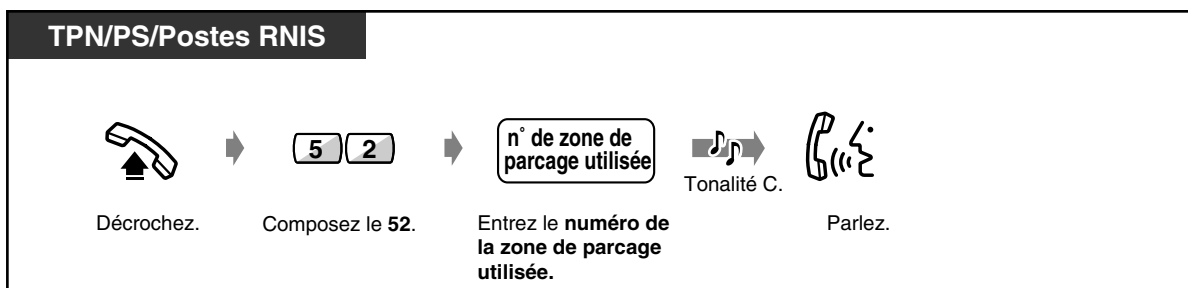 TPN/PS/Postes RNIS
5 2
n° de zone de
parcage utilisée
Tonalité C.
Décrochez.
Composez le 52.
Entrez le numéro de
la zone de parcage
utilisée.
Parlez.